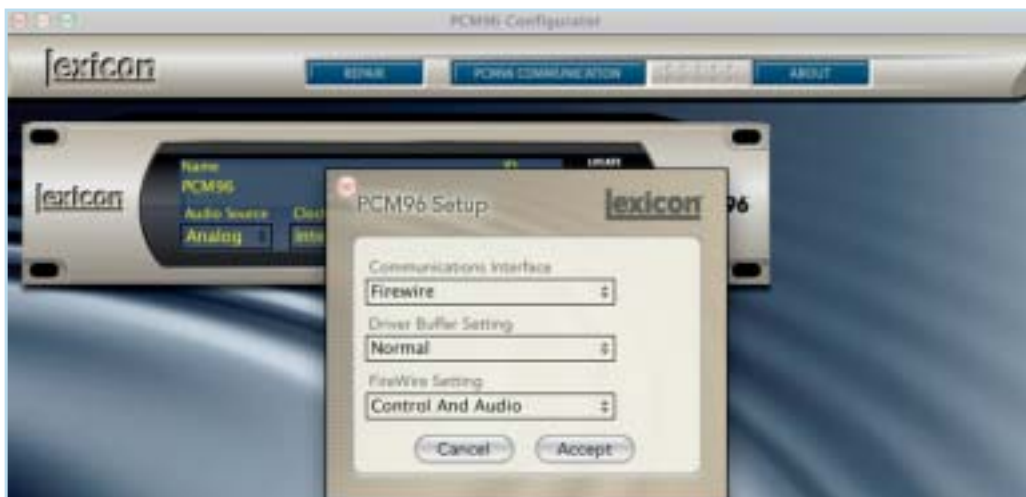 PCM96 Configurator
lexicon
REPAIR
PCM96 COMMUNICATION
ABOUT
Name
PCM96
LOCATE
Audio Source
Analog
lexicon
96
PCM96 Setup
lexicon
Communications Interface
Firewire
Driver Buffer Setting
Normal
FireWire Setting
Control And Audio
Cancel
Accept